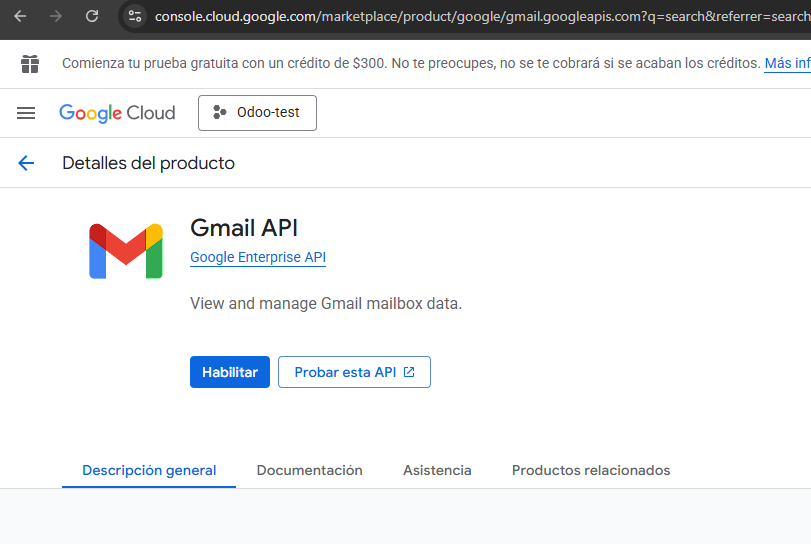 console.cloud.google.com/marketplace/product/google/gmail.googleapis.com?q=search&referrer=search
Comienza tu prueba gratuita con un crédito de $300. No te preocupes, no se te cobrará si se acaban los créditos. Más inf
Google Cloud Odoo-test
Detalles del producto
Gmail API
Google Enterprise API
View and manage Gmail mailbox data.
Habilitar Probar esta API
Descripción general Documentación Asistencia Productos relacionados